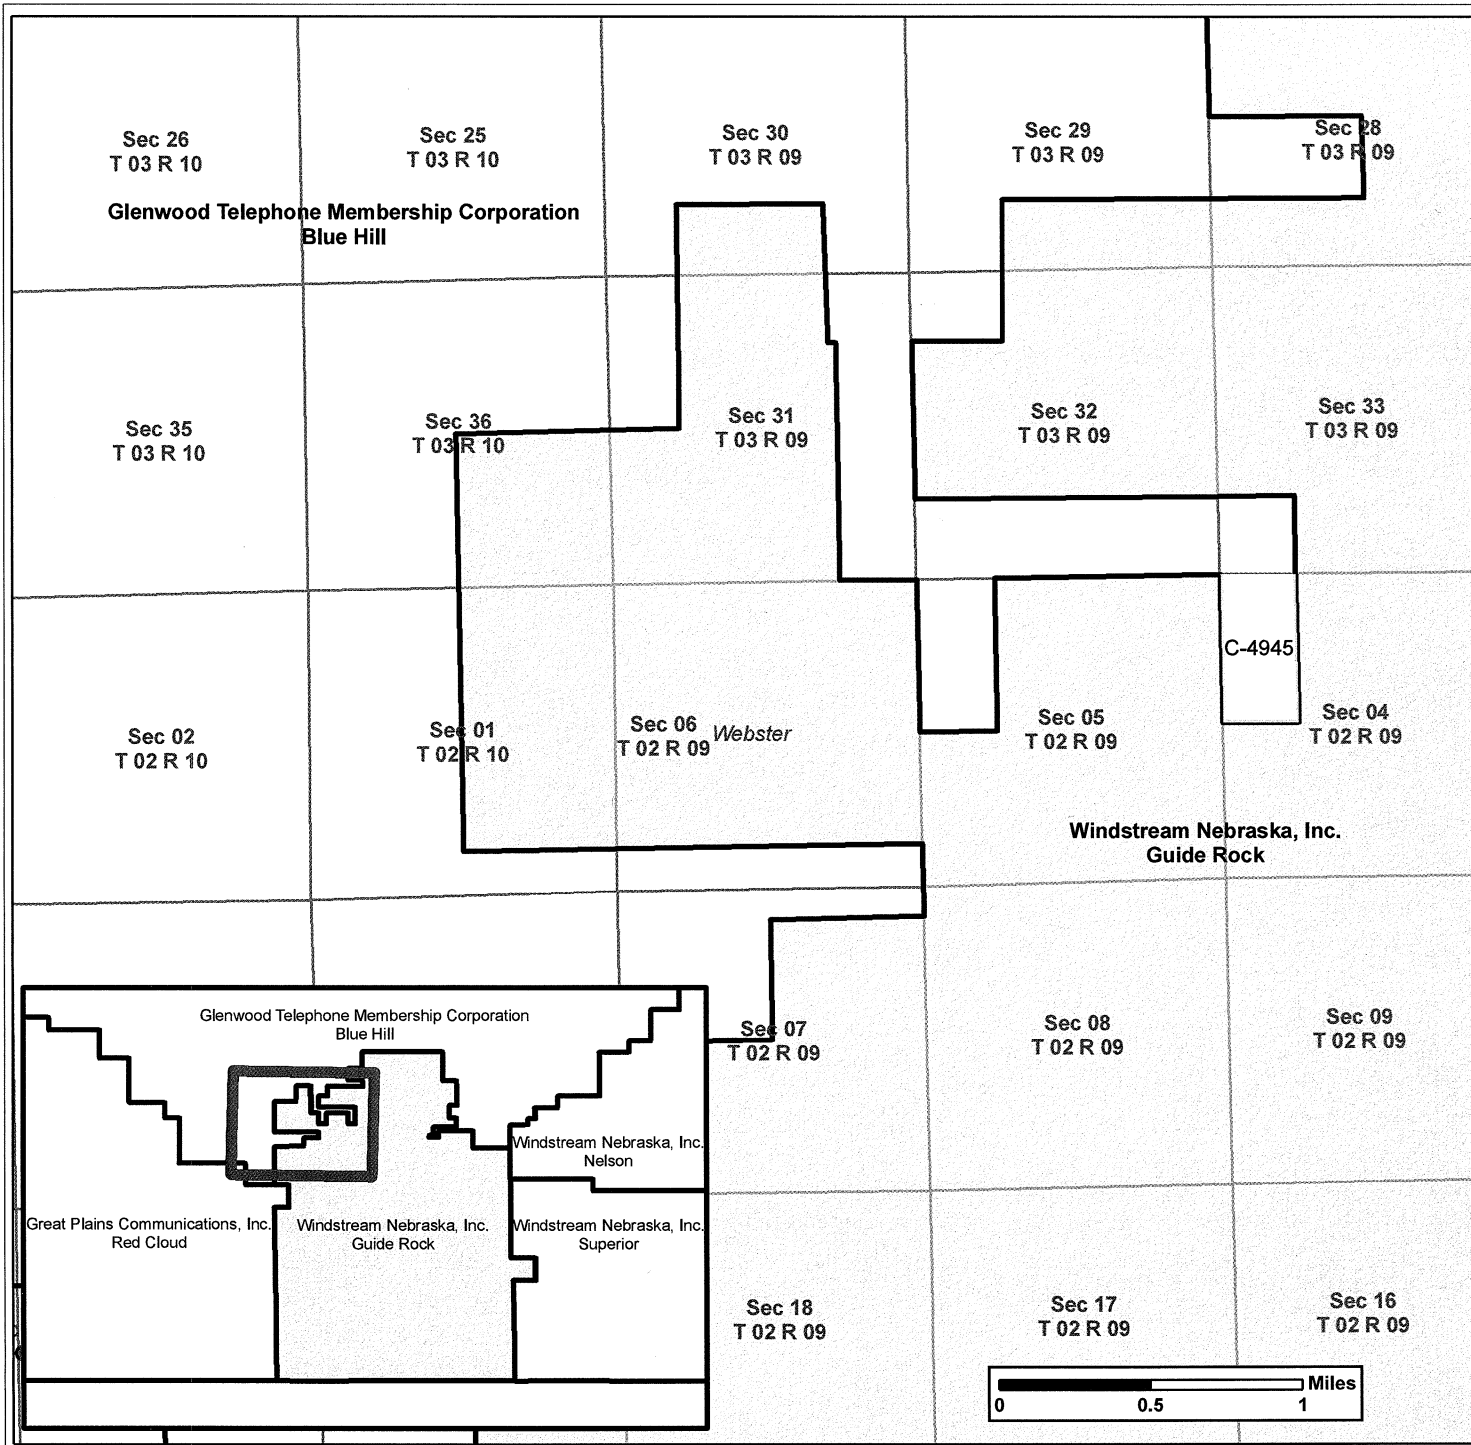 Sec 26
T 03 R 10
Sec 25
T 03 R 10
Sec 30
T 03 R 09
Sec 29
T 03 R 09
Sec 28
T 03 R 09
Glenwood Telephone Membership Corporation
Blue Hill
Sec 35
T 03 R 10
Sec 36
T 03 R 10
Sec 31
T 03 R 09
Sec 32
T 03 R 09
Sec 33
T 03 R 09
C-4945
Sec 02
T 02 R 10
Sec 01
T 02 R 10
Sec 06
T 02 R 09
Webster
Sec 05
T 02 R 09
Sec 04
T 02 R 09
Windstream Nebraska, Inc.
Guide Rock
Sec 07
T 02 R 09
Sec 08
T 02 R 09
Sec 09
T 02 R 09
Glenwood Telephone Membership Corporation
Blue Hill
Windstream Nebraska, Inc.
Nelson
Great Plains Communications, Inc.
Red Cloud
Windstream Nebraska, Inc.
Guide Rock
Windstream Nebraska, Inc.
Superior
Sec 18
T 02 R 09
Sec 17
T 02 R 09
Sec 16
T 02 R 09
Miles
0 0.5 1